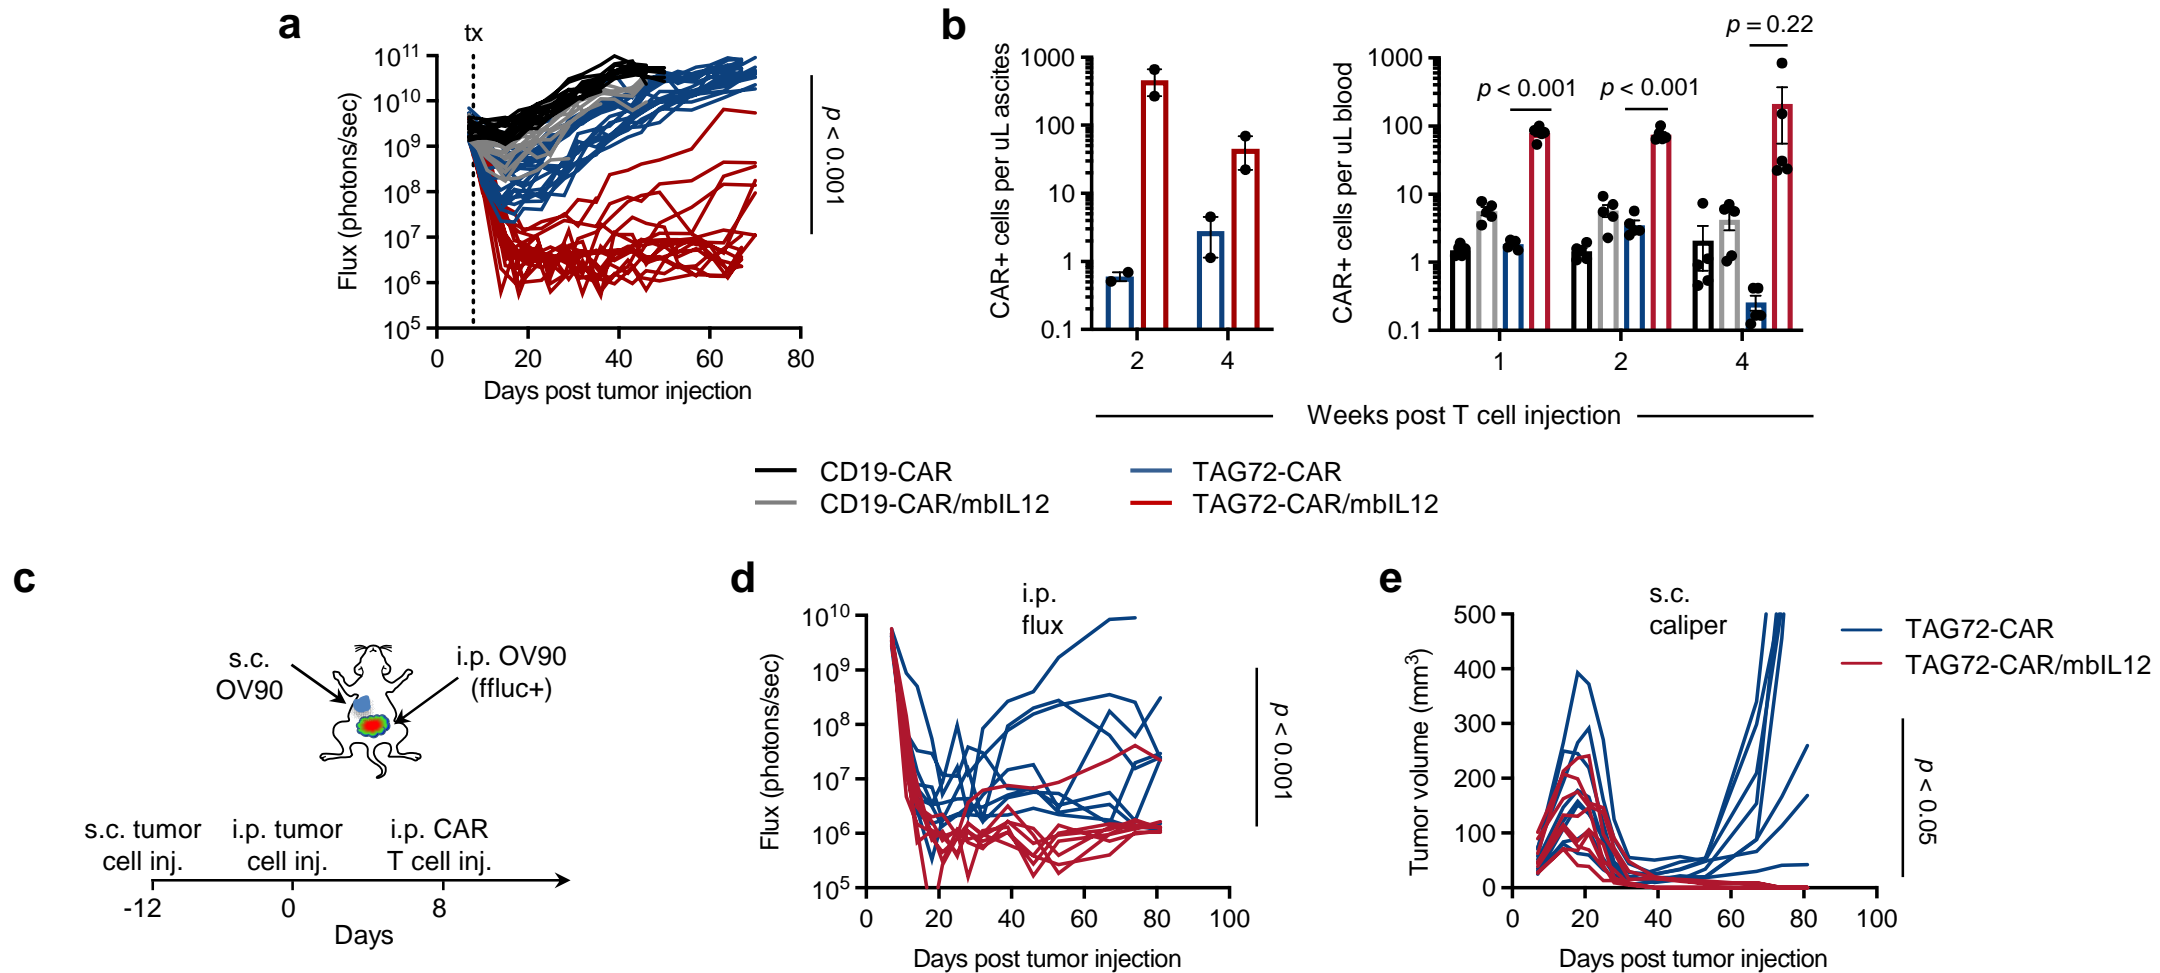 a
tx
10^11
10^10
10^9
10^8
10^7
10^6
10^5
Flux (photons/sec)
0 20 40 60 80
Days post tumor injection
p < 0.001
b
1000
100
10
1
0.1
CAR+ cells per uL ascites
2 4
1000
100
10
1
0.1
CAR+ cells per uL blood
p < 0.001
p < 0.001
p = 0.22
1 2 4
Weeks post T cell injection
CD19-CAR
CD19-CAR/mbIL12
TAG72-CAR
TAG72-CAR/mbIL12
c
s.c.
OV90
i.p. OV90
(ffluc+)
s.c. tumor
cell inj.
i.p. tumor
cell inj.
i.p. CAR
T cell inj.
-12 0 8
Days
d
i.p.
flux
10^10
10^9
10^8
10^7
10^6
10^5
Flux (photons/sec)
0 20 40 60 80 100
Days post tumor injection
p < 0.001
e
s.c.
caliper
500
400
300
200
100
0
Tumor volume (mm^3)
0 20 40 60 80 100
Days post tumor injection
TAG72-CAR
TAG72-CAR/mbIL12
p < 0.05